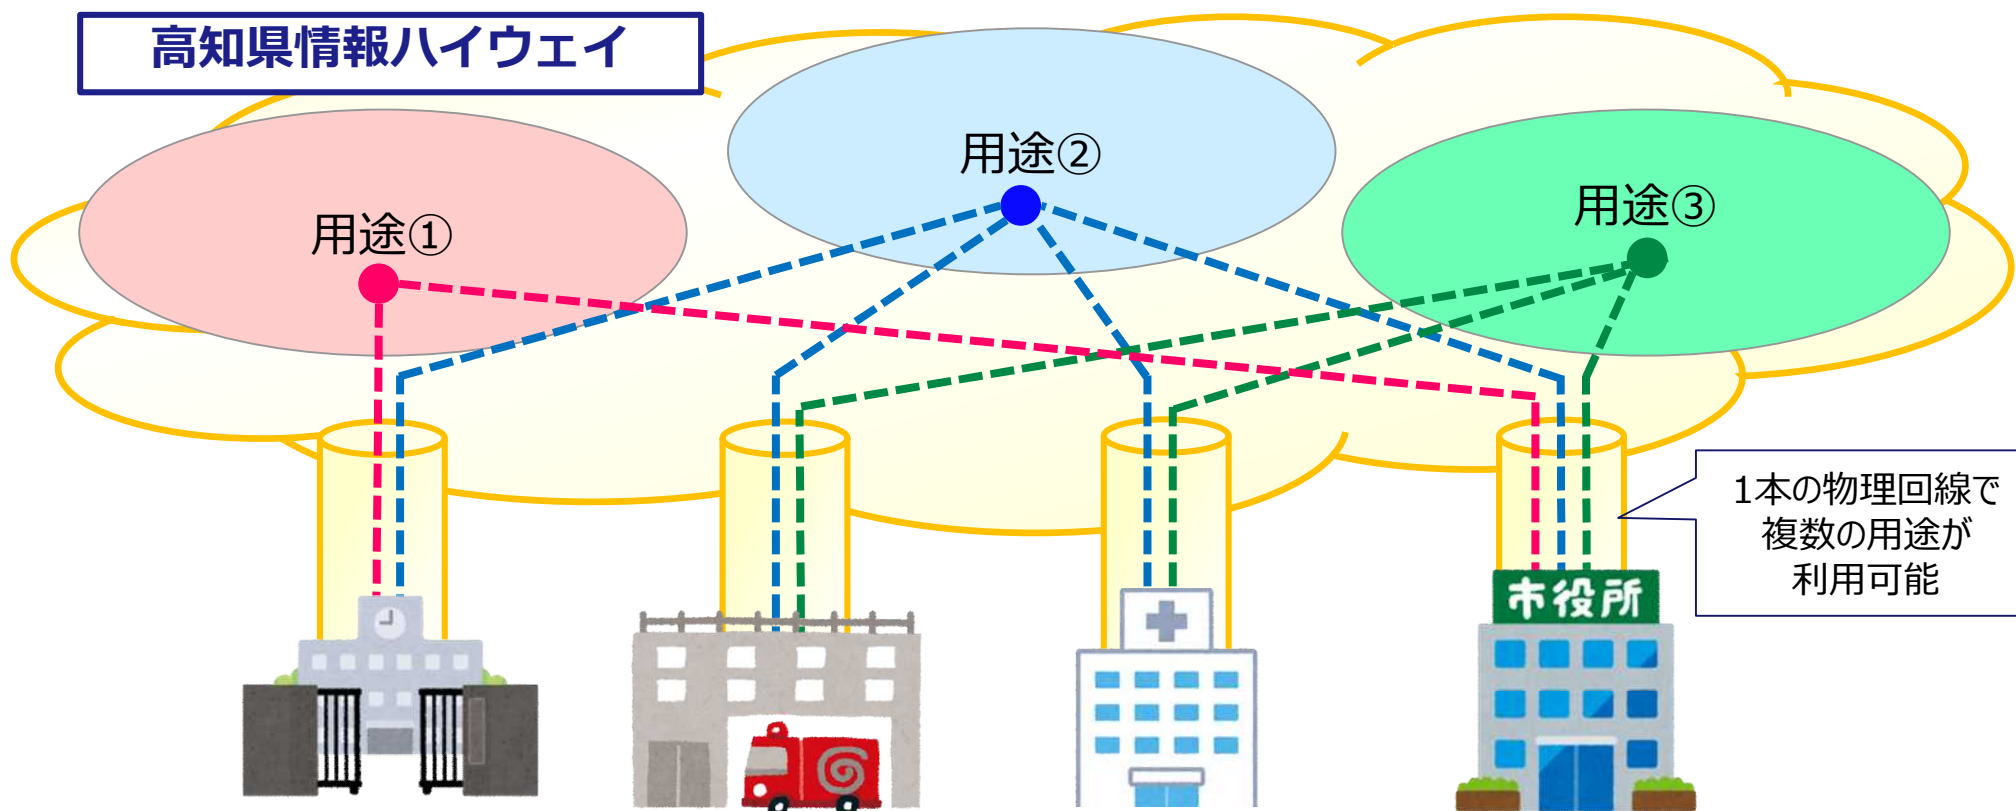 高知県情報ハイウェイ
用途②
用途③
用途①
1本の物理回線で
複数の用途が
利用可能
市役所